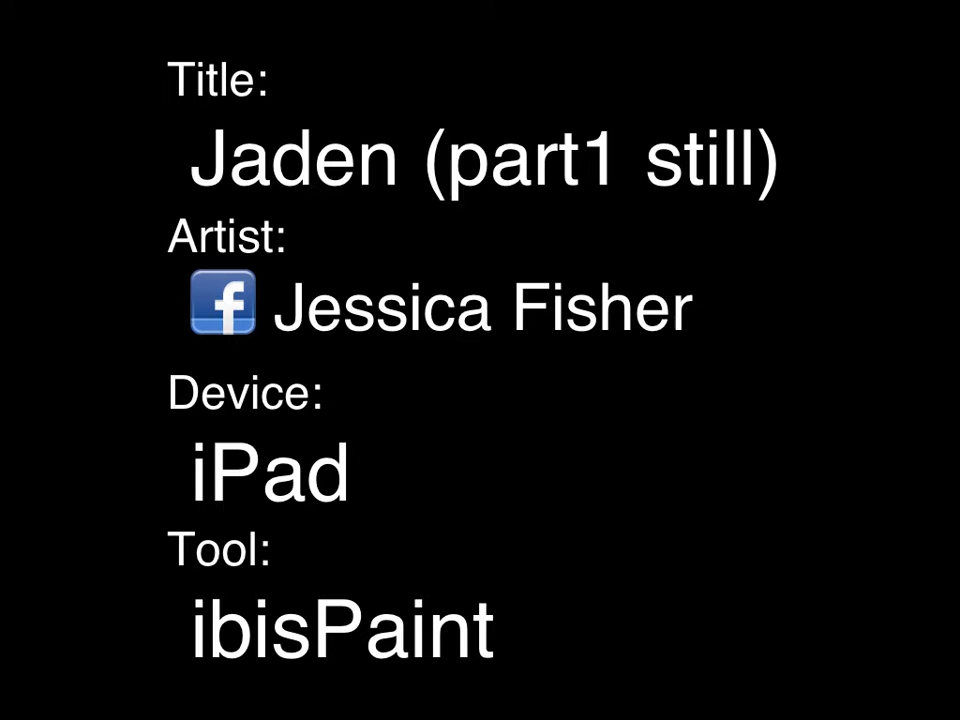 Title:
Jaden (part1 still)
Artist:
f Jessica Fisher
Device:
iPad
Tool:
ibisPaint